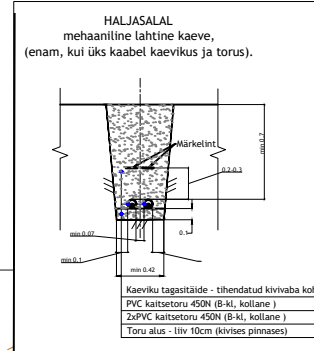 HALJASALAL
mehaaniline lahtine kaeve,
(enam, kui üks kaabel kaevikus ja torus).
Märkelint
min 0.7
0.2-0.3
min 0.07
0.1
min 0.1
min 0.42
Kaeviku tagasitäide - tihendatud kivivaba
PVC kaitsetoru 450N (B-kl, kollane )
2xPVC kaitsetoru 450N (B-kl, kollane )
Toru alus - liiv 10cm (kivises pinnases)